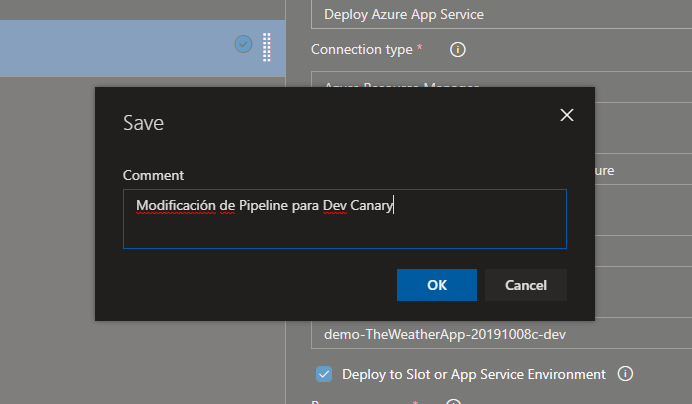 Deploy Azure App Service
Connection type *
Azure Resource Manager
Save
Comment
ure
Modificación de Pipeline para Dev Canary
OK
Cancel
demo-TheWeatherApp-20191008c-dev
Deploy to Slot or App Service Environment